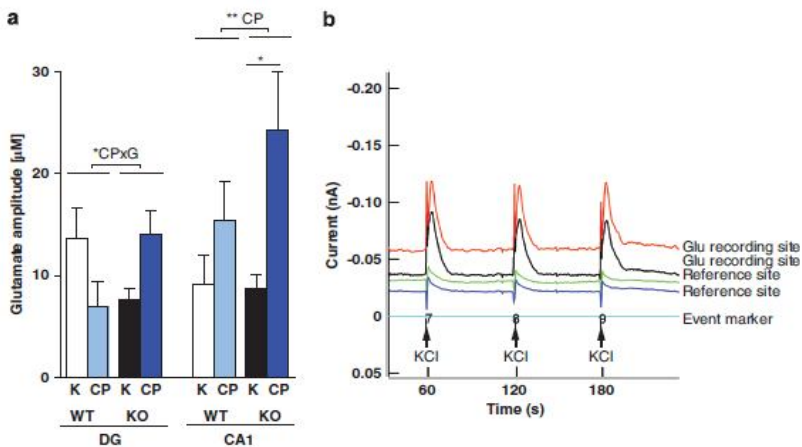 a
** CP
*
*CPxG
Glutamate amplitude [µM]
30
20
10
0
K CP K CP K CP K CP
WT KO WT KO
DG CA1
b
Current (nA)
-0.20
-0.15
-0.10
-0.05
0
0.05
Glu recording site
Glu recording site
Reference site
Reference site
Event marker
7 8 9
KCl KCl KCl
60 120 180
Time (s)